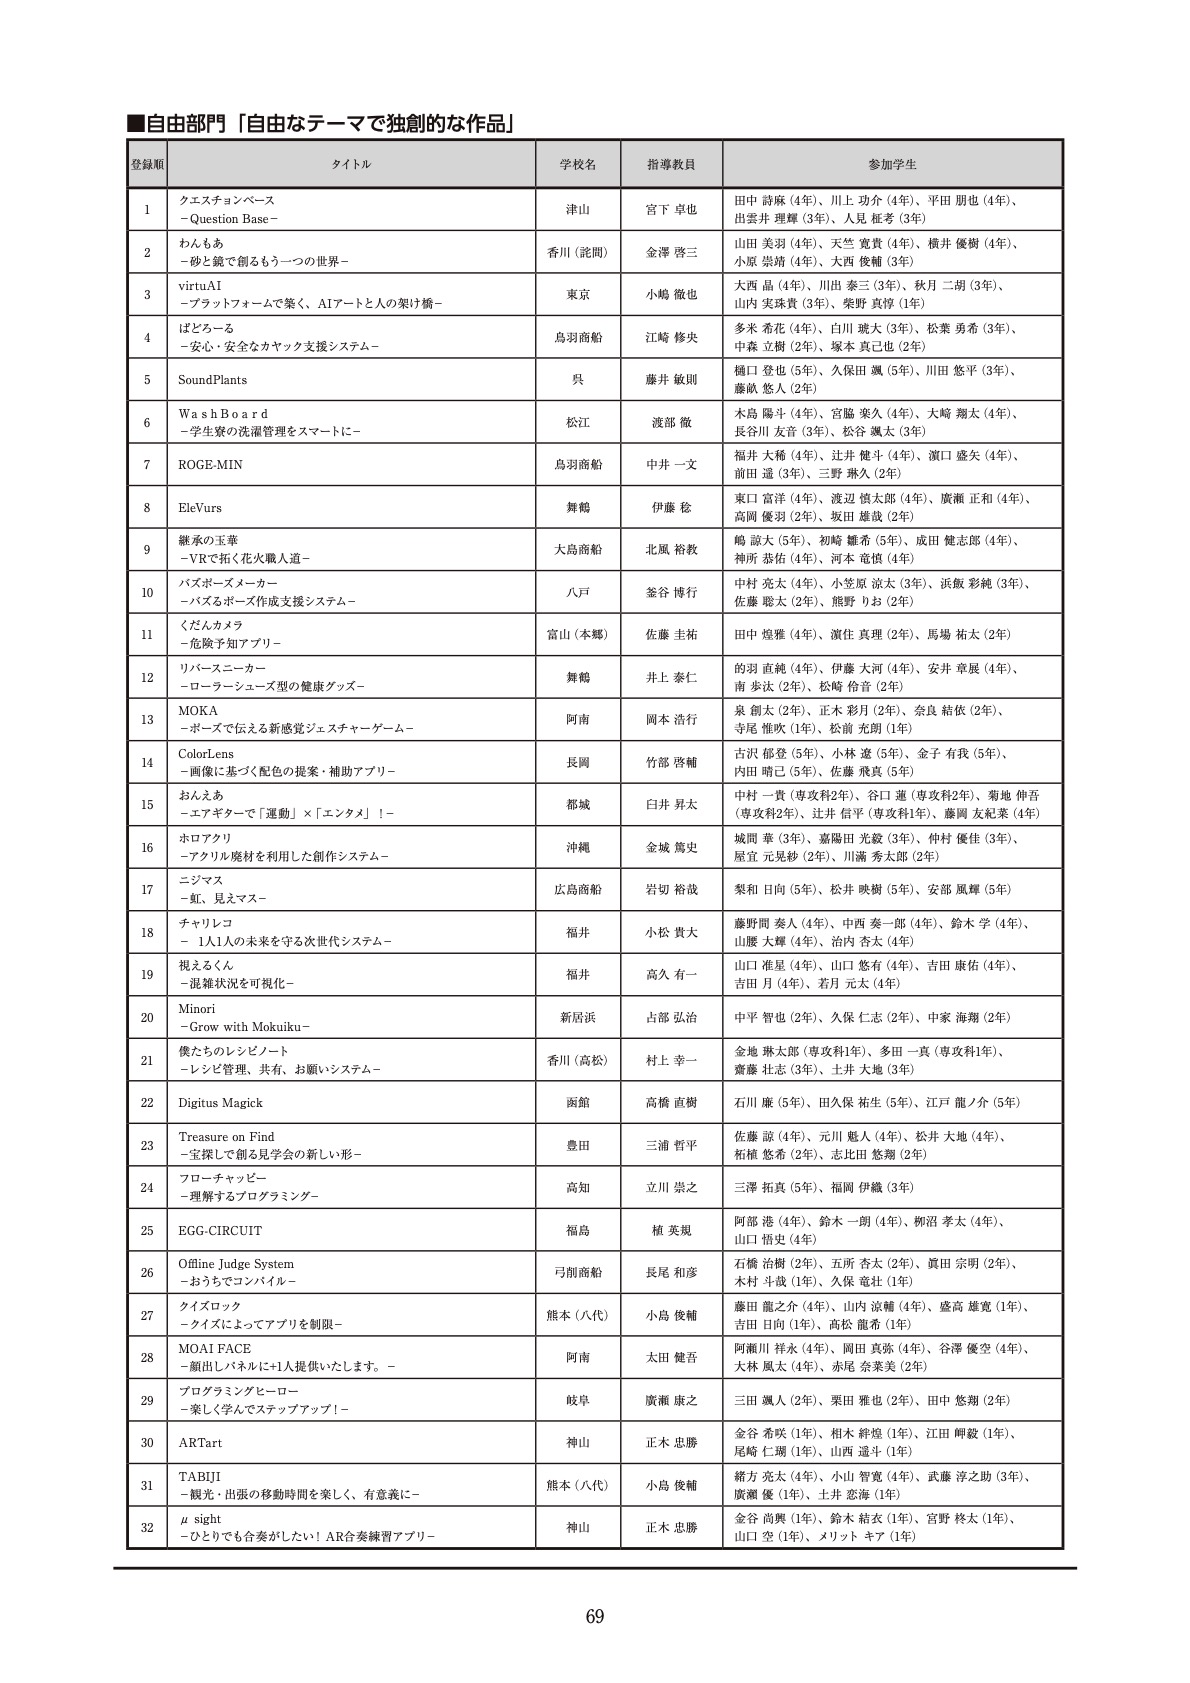 ■自由部門「自由なテーマで独創的な作品」
登録順 タイトル 学校名 指導教員 参加学生
1 クエスチョンベース －Question Base－ 津山 宮下 卓也 田中 詩麻（4年）、川上 功介（4年）、平田 朋也（4年）、
出雲井 理輝（3年）、人見 柾考（3年）
2 わんもあ －砂と鏡で創るもう一つの世界－ 香川（詫間） 金澤 啓三 山田 美羽（4年）、天竺 寛貴（4年）、横井 優樹（4年）、
小原 崇靖（4年）、大西 俊輔（3年）
3 virtuAI －プラットフォームで築く、AIアートと人の架け橋－ 東京 小嶋 徹也 大西 晶（4年）、川出 泰三（3年）、秋月 二胡（3年）、
山内 実珠貴（3年）、柴野 真惇（1年）
4 ぱどろーる －安心・安全なカヤック支援システム－ 鳥羽商船 江崎 修央 多米 希花（4年）、白川 琥大（3年）、松葉 勇希（3年）、
中森 立樹（2年）、塚本 真己也（2年）
5 SoundPlants 呉 藤井 敏則 樋口 登也（5年）、久保田 颯（5年）、川田 悠平（3年）、
藤畝 悠人（2年）
6 WashBoard －学生寮の洗濯管理をスマートに－ 松江 渡部 徹 木島 陽斗（4年）、宮脇 楽久（4年）、大崎 翔太（4年）、
長谷川 友音（3年）、松谷 颯太（3年）
7 ROGE-MIN 鳥羽商船 中井 一文 福井 大稀（4年）、辻井 健斗（4年）、濵口 盛矢（4年）、
前田 遥（3年）、三野 琳久（2年）
8 EleVurs 舞鶴 伊藤 稔 東口 富洋（4年）、渡辺 慎太郎（4年）、廣瀬 正和（4年）、
高岡 優羽（2年）、坂田 雄哉（2年）
9 継承の玉華 －VRで拓く花火職人道－ 大島商船 北風 裕教 嶋 諒大（5年）、初崎 雛希（5年）、成田 健志郎（4年）、
神所 恭佑（4年）、河本 竜慎（4年）
10 バズポーズメーカー －バズるポーズ作成支援システム－ 八戸 釜谷 博行 中村 亮太（4年）、小笠原 涼太（3年）、浜飯 彩純（3年）、
佐藤 聡太（2年）、熊野 りお（2年）
11 くだんカメラ －危険予知アプリ－ 富山（本郷） 佐藤 圭祐 田中 煌雅（4年）、濵住 真理（2年）、馬場 祐太（2年）
12 リバースニーカー －ローラーシューズ型の健康グッズ－ 舞鶴 井上 泰仁 的羽 直純（4年）、伊藤 大河（4年）、安井 章展（4年）、
南 歩汰（2年）、松崎 伶音（2年）
13 MOKA －ポーズで伝える新感覚ジェスチャーゲーム－ 阿南 岡本 浩行 泉 創太（2年）、正木 彩月（2年）、奈良 結依（2年）、
寺尾 惟吹（1年）、松前 充朗（1年）
14 ColorLens －画像に基づく配色の提案・補助アプリ－ 長岡 竹部 啓輔 古沢 郁登（5年）、小林 遼（5年）、金子 有我（5年）、
内田 晴己（5年）、佐藤 飛真（5年）
15 おんえあ －エアギターで「運動」×「エンタメ」！－ 都城 臼井 昇太 中村 一貴（専攻科2年）、谷口 蓮（専攻科2年）、菊地 伸吾
（専攻科2年）、辻井 信平（専攻科1年）、藤岡 友紀菜（4年）
16 ホロアクリ －アクリル廃材を利用した創作システム－ 沖縄 金城 篤史 城間 華（3年）、嘉陽田 光毅（3年）、仲村 優佳（3年）、
屋宜 元晃紗（2年）、川満 秀太郎（2年）
17 ニジマス －虹、見えマス－ 広島商船 岩切 裕哉 梨和 日向（5年）、松井 映樹（5年）、安部 風輝（5年）
18 チャリレコ － 1人1人の未来を守る次世代システム－ 福井 小松 貴大 藤野間 奏人（4年）、中西 奏一郎（4年）、鈴木 学（4年）、
山腰 大輝（4年）、治内 杏太（4年）
19 視えるくん －混雑状況を可視化－ 福井 高久 有一 山口 准星（4年）、山口 悠有（4年）、吉田 康佑（4年）、
吉田 月（4年）、若月 元太（4年）
20 Minori －Grow with Mokuiku－ 新居浜 占部 弘治 中平 智也（2年）、久保 仁志（2年）、中家 海翔（2年）
21 僕たちのレシピノート －レシピ管理、共有、お願いシステム－ 香川（高松） 村上 幸一 金地 琳太郎（専攻科1年）、多田 一真（専攻科1年）、
齋藤 壮志（3年）、土井 大地（3年）
22 Digitus Magick 函館 高橋 直樹 石川 廉（5年）、田久保 祐生（5年）、江戸 龍ノ介（5年）
23 Treasure on Find －宝探しで創る見学会の新しい形－ 豊田 三浦 哲平 佐藤 諒（4年）、元川 魁人（4年）、松井 大地（4年）、
柘植 悠希（2年）、志比田 悠翔（2年）
24 フローチャッピー －理解するプログラミング－ 高知 立川 崇之 三澤 拓真（5年）、福岡 伊織（3年）
25 EGG-CIRCUIT 福島 植 英規 阿部 港（4年）、鈴木 一朗（4年）、栁沼 孝太（4年）、
山口 悟史（4年）
26 Offline Judge System －おうちでコンパイル－ 弓削商船 長尾 和彦 石橋 治樹（2年）、五所 杏太（2年）、眞田 宗明（2年）、
木村 斗哉（1年）、久保 竜壮（1年）
27 クイズロック －クイズによってアプリを制限－ 熊本（八代） 小島 俊輔 藤田 龍之介（4年）、山内 涼輔（4年）、盛高 雄寛（1年）、
吉田 日向（1年）、髙松 龍希（1年）
28 MOAI FACE －顔出しパネルに+1人提供いたします。－ 阿南 太田 健吾 阿瀬川 祥永（4年）、岡田 真弥（4年）、谷澤 優空（4年）、
大林 風太（4年）、赤尾 奈菜美（2年）
29 プログラミングヒーロー －楽しく学んでステップアップ！－ 岐阜 廣瀬 康之 三田 颯人（2年）、栗田 雅也（2年）、田中 悠翔（2年）
30 ARTart 神山 正木 忠勝 金谷 希咲（1年）、相木 絆煌（1年）、江田 岬毅（1年）、
尾崎 仁瑚（1年）、山西 遥斗（1年）
31 TABIJI －観光・出張の移動時間を楽しく、有意義に－ 熊本（八代） 小島 俊輔 緒方 亮太（4年）、小山 智寛（4年）、武藤 淳之助（3年）、
廣瀬 優（1年）、土井 恋海（1年）
32 μ sight －ひとりでも合奏がしたい！ AR合奏練習アプリ－ 神山 正木 忠勝 金谷 尚興（1年）、鈴木 結衣（1年）、宮野 柊太（1年）、
山口 空（1年）、メリット キア（1年）
69